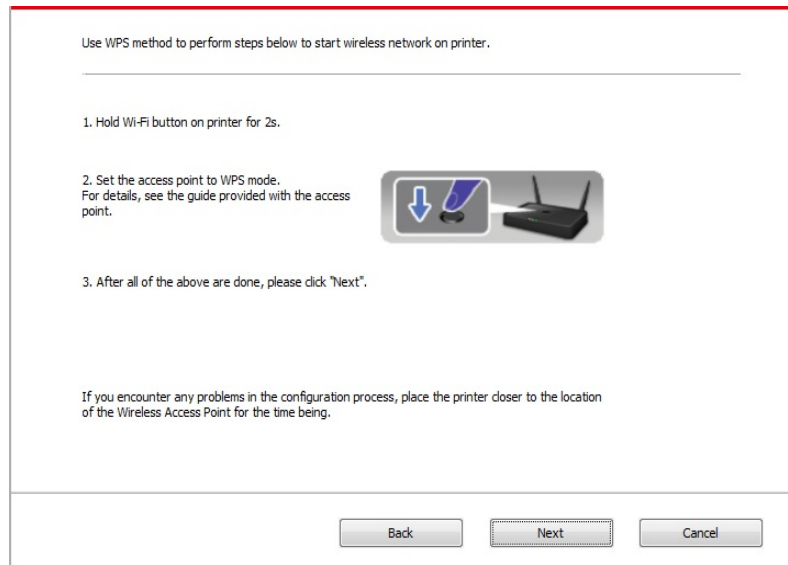 Use WPS method to perform steps below to start wireless network on printer.
1. Hold Wi-Fi button on printer for 2s.
2. Set the access point to WPS mode.
For details, see the guide provided with the access
point.
3. After all of the above are done, please click "Next".
If you encounter any problems in the configuration process, place the printer closer to the location
of the Wireless Access Point for the time being.
Back
Next
Cancel